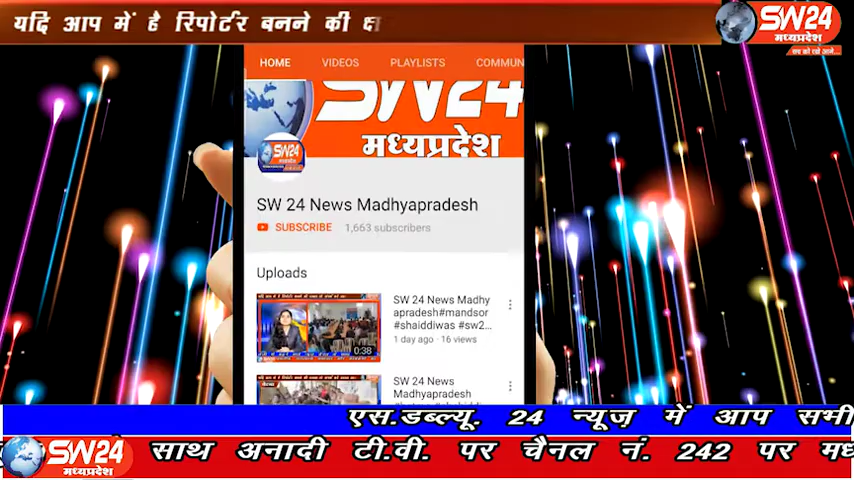 यदि आप में है रिपोर्टर बनने की
SW24
मध्यप्रदेश
HOME VIDEOS PLAYLISTS COMMUN
SW24
मध्यप्रदेश
SW24
SW 24 News Madhyapradesh
SUBSCRIBE 1,663 subscribers
Uploads
SW 24 News Madhy
apradesh#mandsor
#shaiddiwas #sw2...
1 day ago · 16 views
0:38
SW 24 News
Madhyapradesh
एस.डब्ल्यू. 24 न्यूज़ में आप सभी
साथ अनादी टी.वी. पर चैनल नं. 242 पर मध
SW24
मध्यप्रदेश